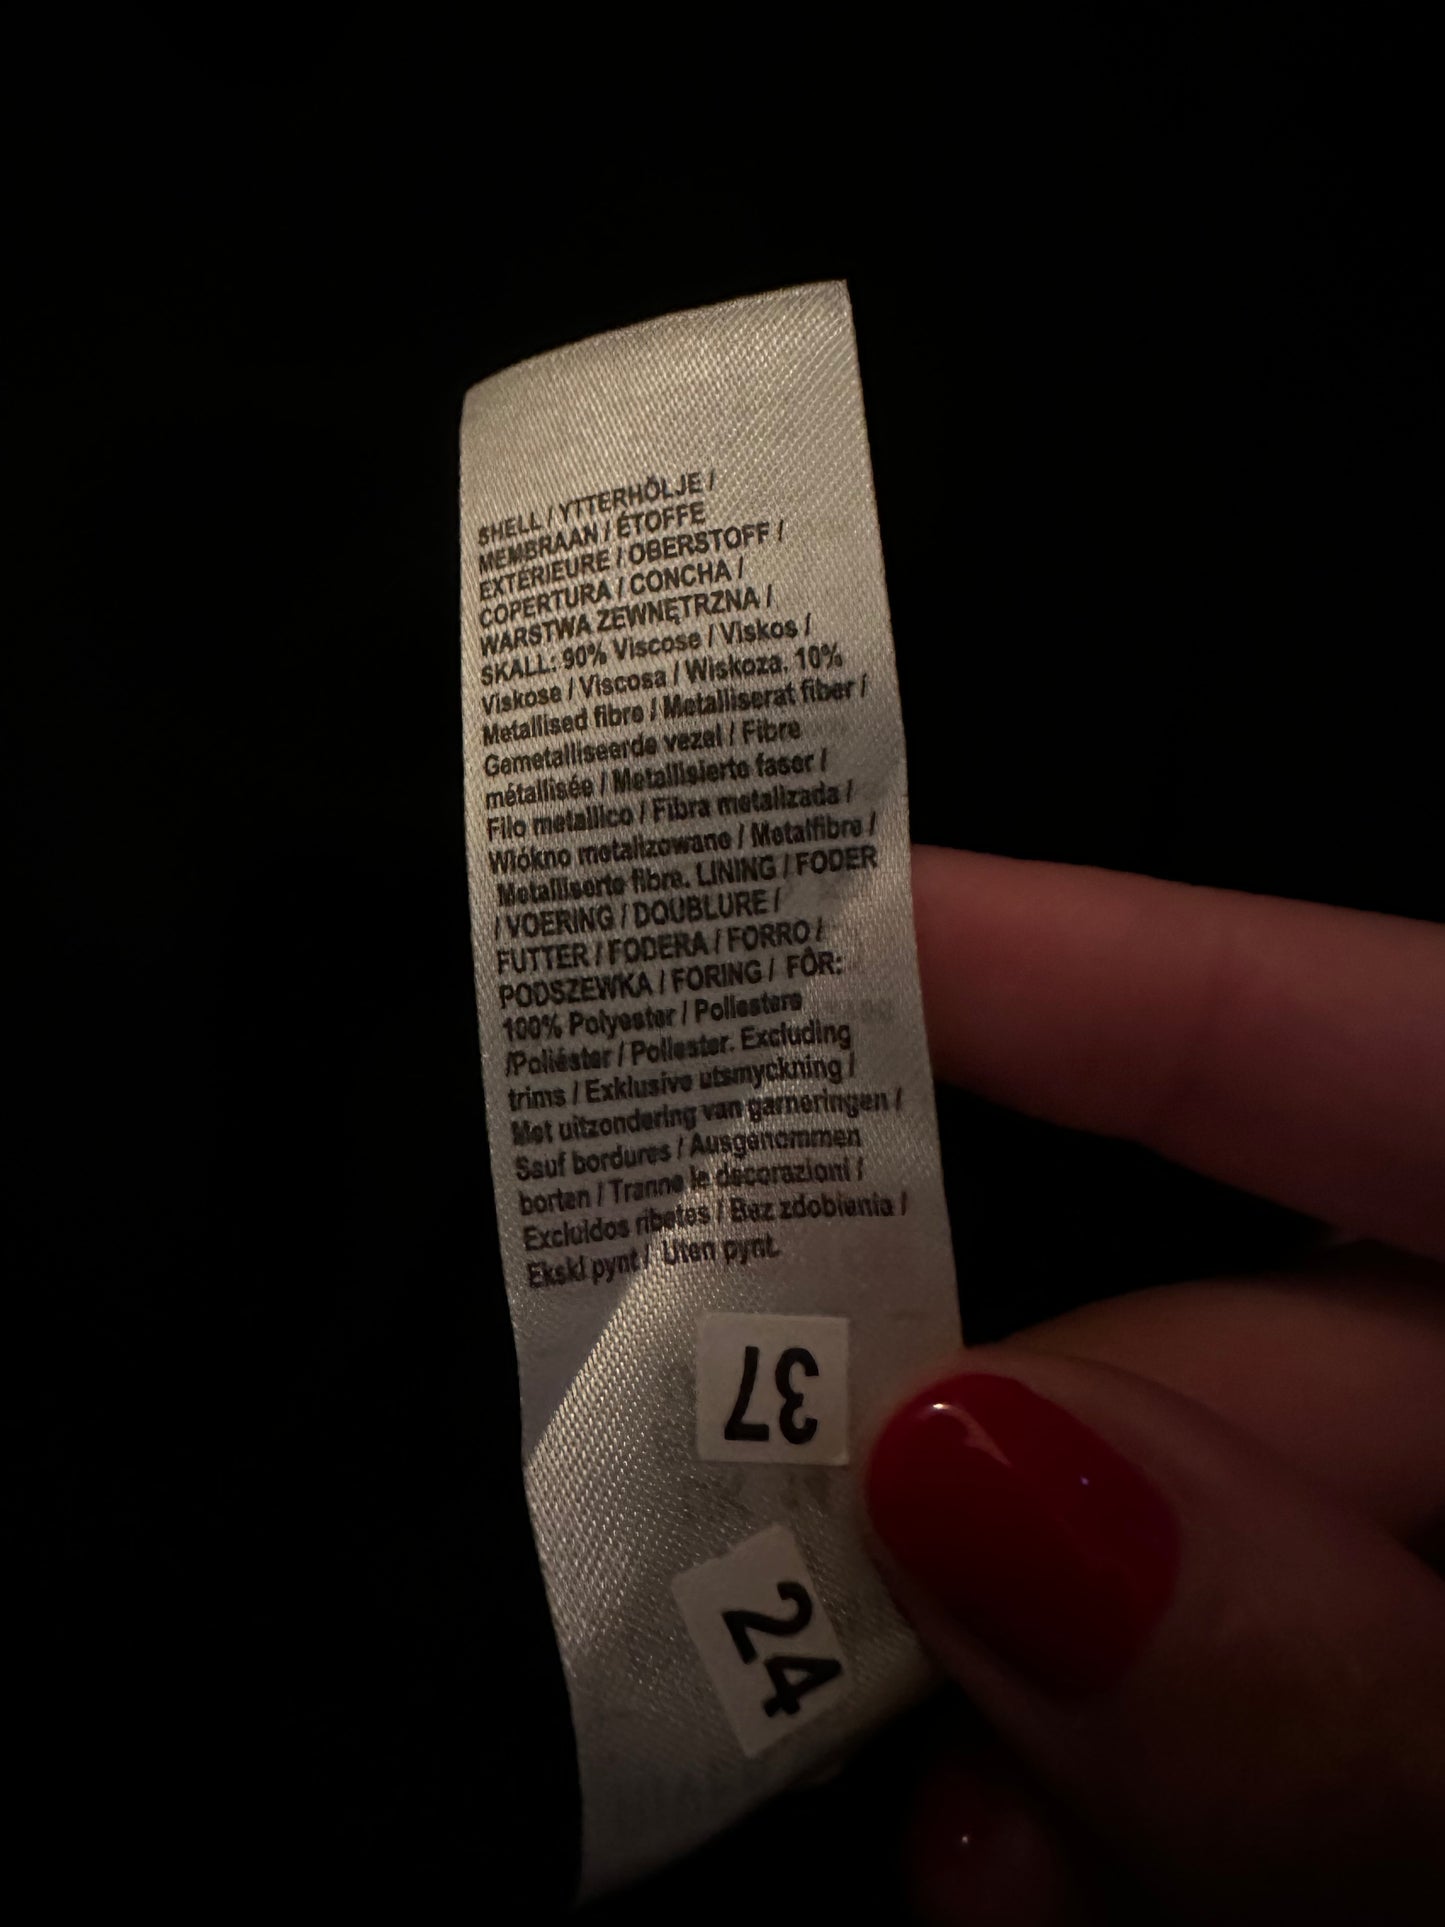 SHELL / YTTERHÖLJE /
MEMBRAAN / ÉTOFFE
EXTÉRIEURE / OBERSTOFF /
COPERTURA / CONCHA /
WARSTWA ZEWNĘTRZNA /
SKALL: 90% Viscose / Viskos /
Viskose / Viscosa / Wiskoza. 10%
Metallised fibre / Metalliserat fiber /
Gemetalliseerde vezel / Fibre
métallisée / Metallisierte faser /
Filo metallico / Fibra metalizada /
Włókno metalizowane / Metalfibre /
Metalliserte fibre. LINING / FODER
/ VOERING / DOUBLURE /
FUTTER / FODERA / FORRO /
PODSZEWKA / FORING / FÔR:
100% Polyester / Poliestere
/Poliéster / Poliester. Excluding
trims / Exklusive utsmyckning /
Met uitzondering van garneringen /
Sauf bordures / Ausgenommen
borten / Tranne le decorazioni /
Excluidos ribetes / Bez zdobienia /
Ekskl pynt / Uten pynt.
37
24